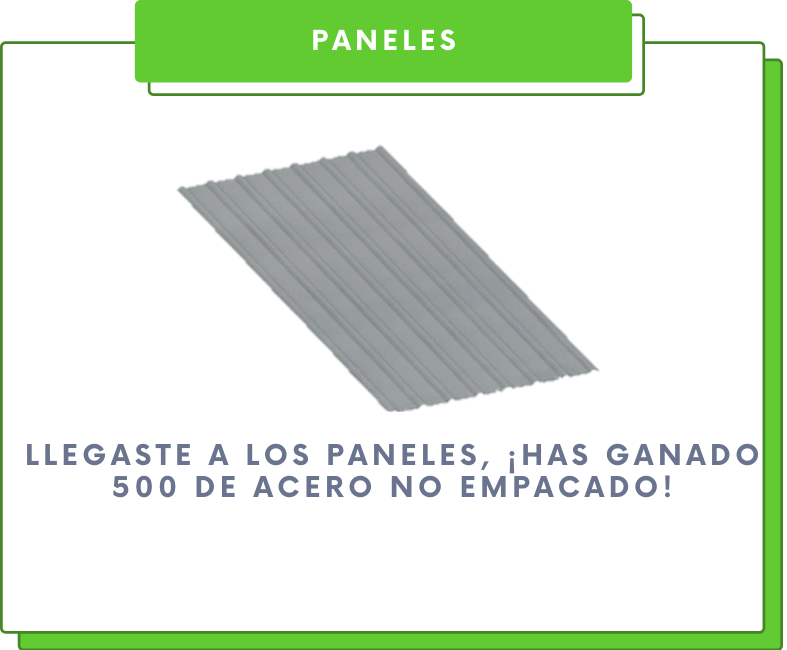 PANELES
LLEGASTE A LOS PANELES, ¡HAS GANADO
500 DE ACERO NO EMPACADO!